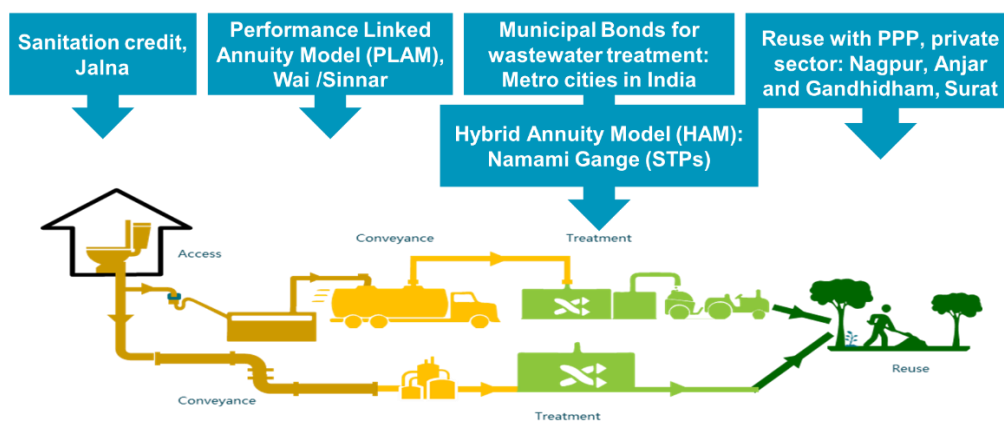 Sanitation credit,
Jalna
Performance Linked
Annuity Model (PLAM),
Wai /Sinnar
Municipal Bonds for
wastewater treatment:
Metro cities in India
Reuse with PPP, private
sector: Nagpur, Anjar
and Gandhidham, Surat
Hybrid Annuity Model (HAM):
Namami Gange (STPs)
Access
Conveyance
Treatment
Conveyance
Treatment
Reuse